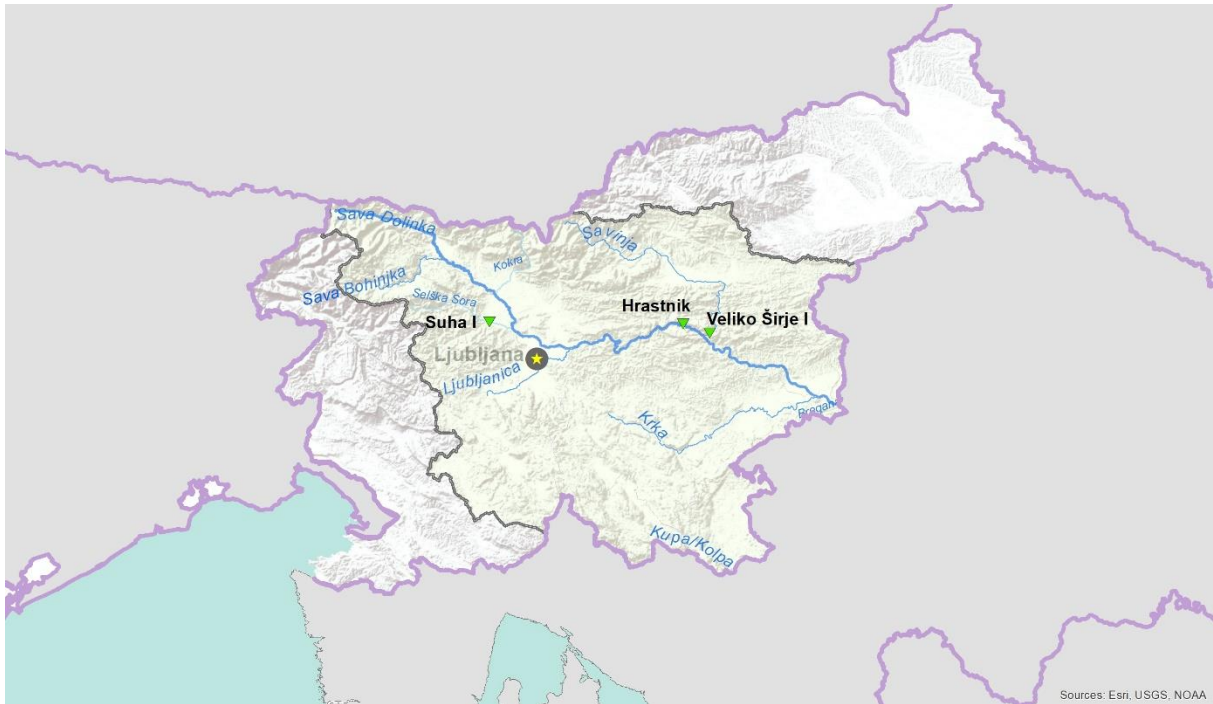 Sava Dolinka
Savinja
Kokra
Sava Bohinjka
Selška Sora
Hrastnik
Suha I
Veliko Širje I
Ljubljana
Ljubljanica
Krka
Bregana
Kupa/Kolpa
Sources: Esri, USGS, NOAA